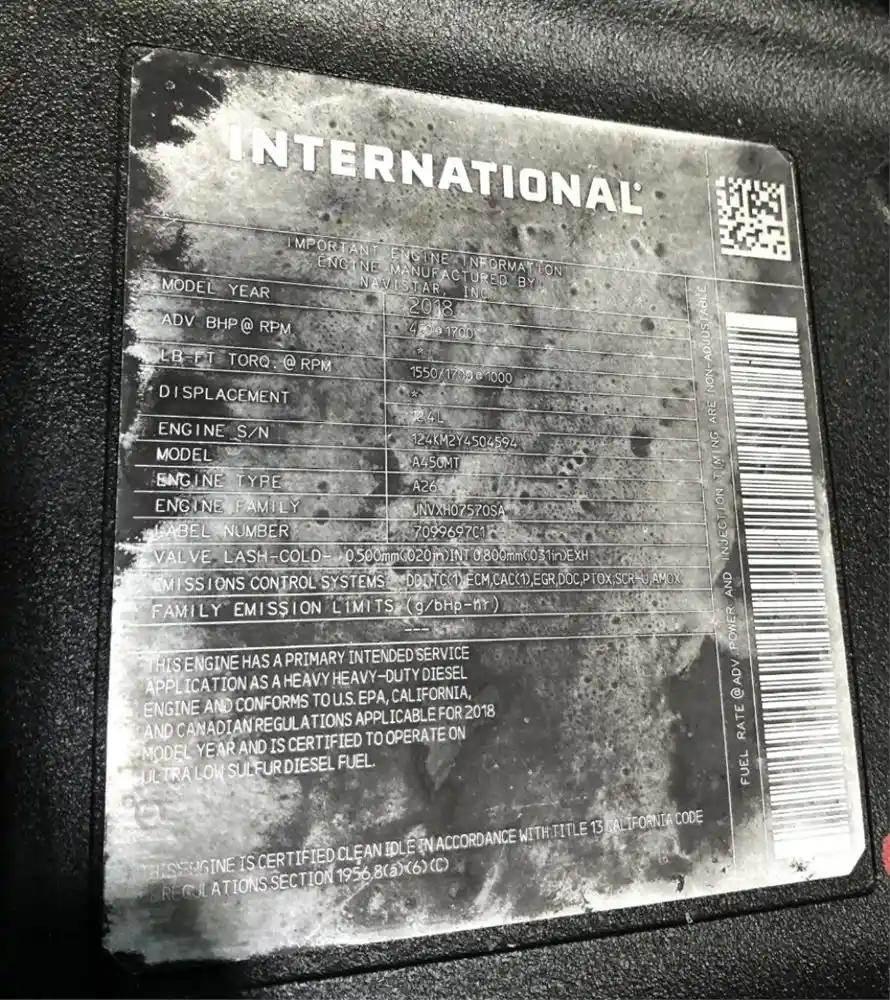 INTERNATIONAL®
IMPORTANT ENGINE INFORMATION
ENGINE MANUFACTURED BY
NAVISTAR, INC.
MODEL YEAR 2018
ADV BHP@ RPM 450@1700
*
LB-FT TORQ.@RPM 1550/1700@1000
*
DISPLACEMENT 12.4L
ENGINE S/N 124KM2Y4504594
MODEL A450MT
ENGINE TYPE A26
ENGINE FAMILY JNVXH0757OSA
LABEL NUMBER 7099697C1
VALVE LASH-COLD- 0.500mm(.020in)INT 0.800mm(.031in)EXH
EMISSIONS CONTROL SYSTEMS DDI,TC(1),ECM,CAC(1),EGR,DOC,PTOX,SCR-U,AMOX
FAMILY EMISSION LIMITS (g/bHp-hr)
---
THIS ENGINE HAS A PRIMARY INTENDED SERVICE
APPLICATION AS A HEAVY HEAVY-DUTY DIESEL
ENGINE AND CONFORMS TO U.S. EPA, CALIFORNIA,
AND CANADIAN REGULATIONS APPLICABLE FOR 2018
MODEL YEAR AND IS CERTIFIED TO OPERATE ON
ULTRA LOW SULFUR DIESEL FUEL.
THIS ENGINE IS CERTIFIED CLEAN IDLE IN ACCORDANCE WITH TITLE 13 CALIFORNIA CODE
REGULATIONS SECTION 1956.8(a)(6)(C)
FUEL RATE @ADV. POWER AND INJECTION TIMING ARE NON-ADJUSTABLE